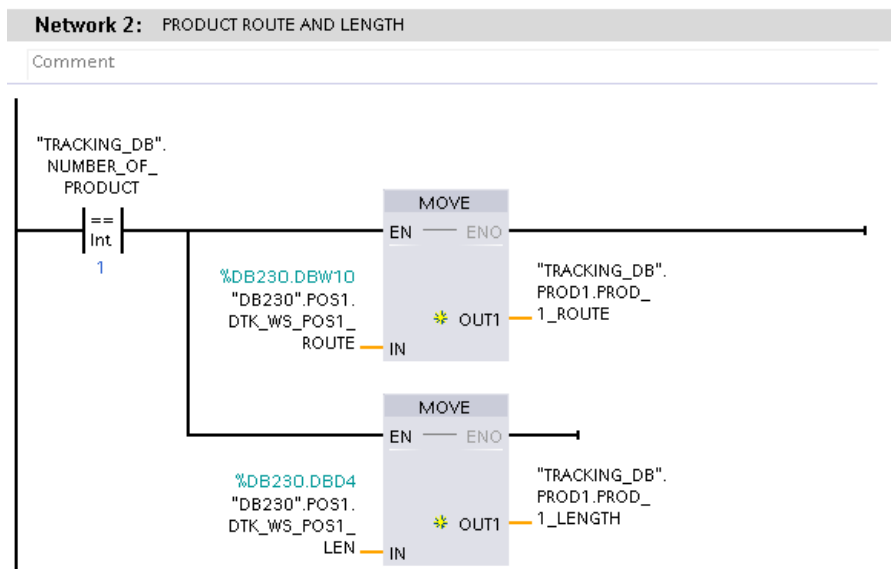 Network 2: PRODUCT ROUTE AND LENGTH
Comment
"TRACKING_DB".
NUMBER_OF_
PRODUCT
==
Int
1
MOVE
EN
ENO
%DB230.DBW10
"DB230".POS1.
DTK_WS_POS1_
ROUTE
IN
OUT1
"TRACKING_DB".
PROD1.PROD_
1_ROUTE
MOVE
EN
ENO
%DB230.DBD4
"DB230".POS1.
DTK_WS_POS1_
LEN
IN
OUT1
"TRACKING_DB".
PROD1.PROD_
1_LENGTH